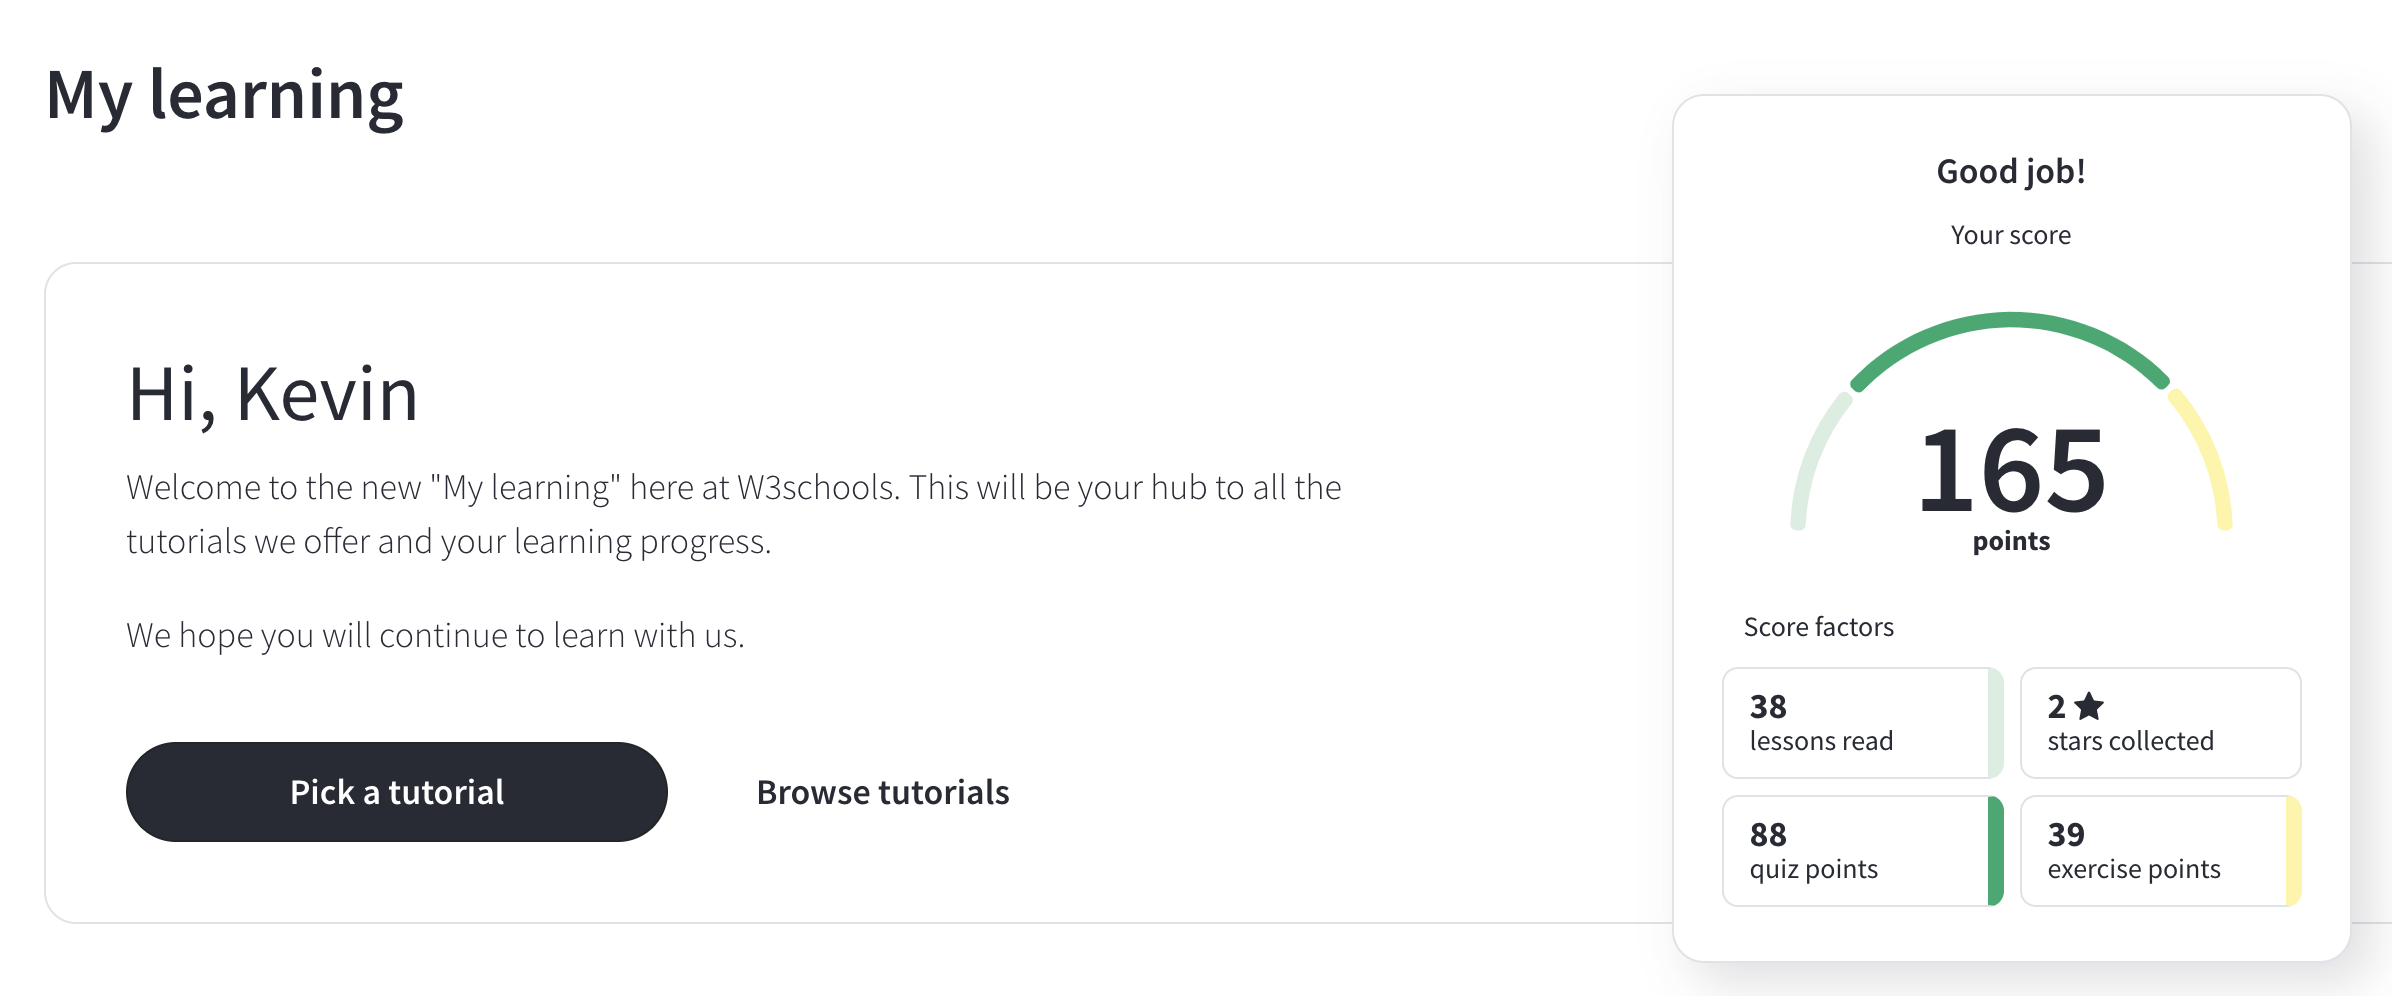 My learning
Hi, Kevin
Welcome to the new "My learning" here at W3schools. This will be your hub to all the
tutorials we offer and your learning progress.
We hope you will continue to learn with us.
Pick a tutorial
Browse tutorials
Good job!
Your score
165
points
Score factors
38
lessons read
2 ★
stars collected
88
quiz points
39
exercise points